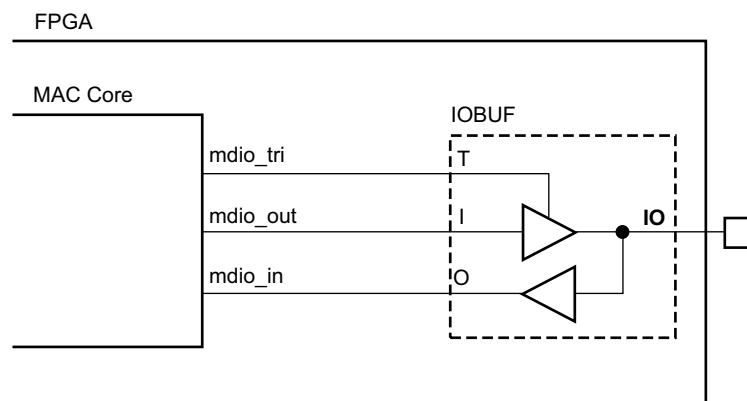 FPGA
MAC Core
IOBUF
mdio_tri
T
mdio_out
I
IO
mdio_in
O